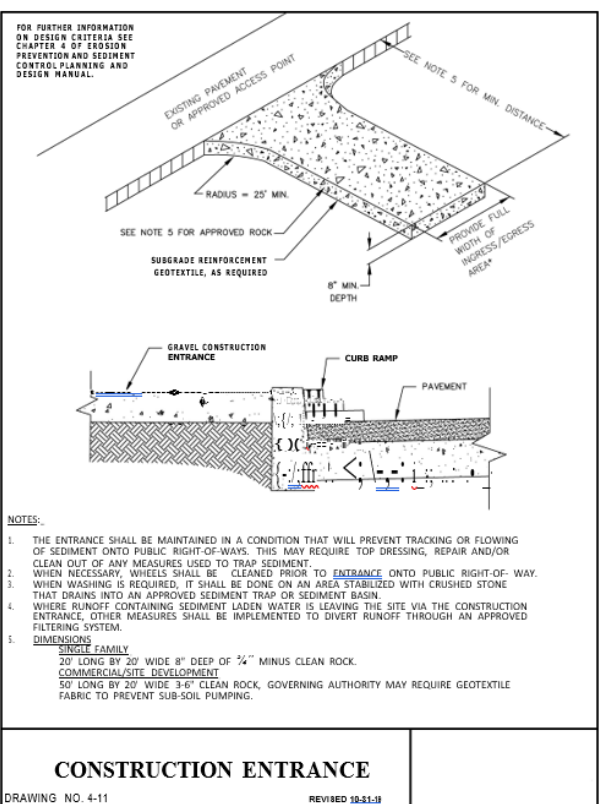 FOR FURTHER INFORMATION
ON DESIGN CRITERIA SEE
CHAPTER 4 OF EROSION
PREVENTION AND SEDIMENT
CONTROL PLANNING AND
DESIGN MANUAL.
EXISTING PAVEMENT
OR APPROVED ACCESS POINT
SEE NOTE 5 FOR MIN. DISTANCE
RADIUS = 25' MIN.
SEE NOTE 5 FOR APPROVED ROCK
SUBGRADE REINFORCEMENT
GEOTEXTILE, AS REQUIRED
PROVIDE FULL
WIDTH OF
INGRESS/EGRESS
AREA*
8" MIN.
DEPTH
GRAVEL CONSTRUCTION
ENTRANCE
CURB RAMP
PAVEMENT
NOTES:
1. THE ENTRANCE SHALL BE MAINTAINED IN A CONDITION THAT WILL PREVENT TRACKING OR FLOWING
OF SEDIMENT ONTO PUBLIC RIGHT-OF-WAYS. THIS MAY REQUIRE TOP DRESSING, REPAIR AND/OR
CLEAN OUT OF ANY MEASURES USED TO TRAP SEDIMENT.
2. WHEN NECESSARY, WHEELS SHALL BE CLEANED PRIOR TO ENTRANCE ONTO PUBLIC RIGHT-OF- WAY.
3. WHEN WASHING IS REQUIRED, IT SHALL BE DONE ON AN AREA STABILIZED WITH CRUSHED STONE
THAT DRAINS INTO AN APPROVED SEDIMENT TRAP OR SEDIMENT BASIN.
4. WHERE RUNOFF CONTAINING SEDIMENT LADEN WATER IS LEAVING THE SITE VIA THE CONSTRUCTION
ENTRANCE, OTHER MEASURES SHALL BE IMPLEMENTED TO DIVERT RUNOFF THROUGH AN APPROVED
FILTERING SYSTEM.
5. DIMENSIONS
SINGLE FAMILY
20' LONG BY 20' WIDE 8" DEEP OF ¾" MINUS CLEAN ROCK.
COMMERCIAL/SITE DEVELOPMENT
50' LONG BY 20' WIDE 3-6" CLEAN ROCK, GOVERNING AUTHORITY MAY REQUIRE GEOTEXTILE
FABRIC TO PREVENT SUB-SOIL PUMPING.
CONSTRUCTION ENTRANCE
DRAWING NO. 4-11
REVISED